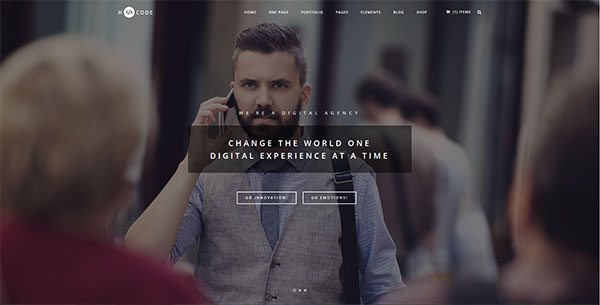 H </> CODE
HOME ONE PAGE PORTFOLIO PAGES ELEMENTS BLOG SHOP (1) ITEMS
WE'RE A DIGITAL AGENCY
CHANGE THE WORLD ONE
DIGITAL EXPERIENCE AT A TIME
GO INNOVATION! GO EMOTIONS!